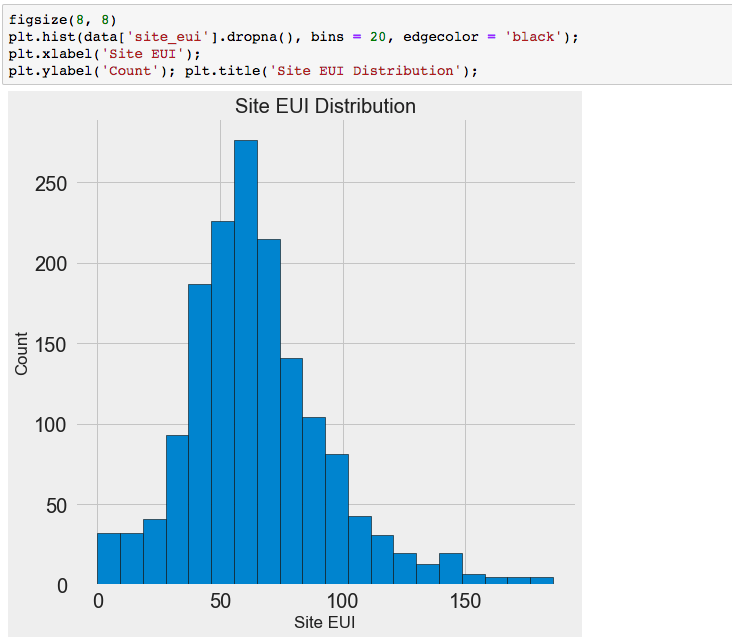 figsize(8, 8)
plt.hist(data['site_eui'].dropna(), bins = 20, edgecolor = 'black');
plt.xlabel('Site EUI');
plt.ylabel('Count'); plt.title('Site EUI Distribution');
Site EUI Distribution
250
200
150
100
50
0
Count
0 50 100 150
Site EUI